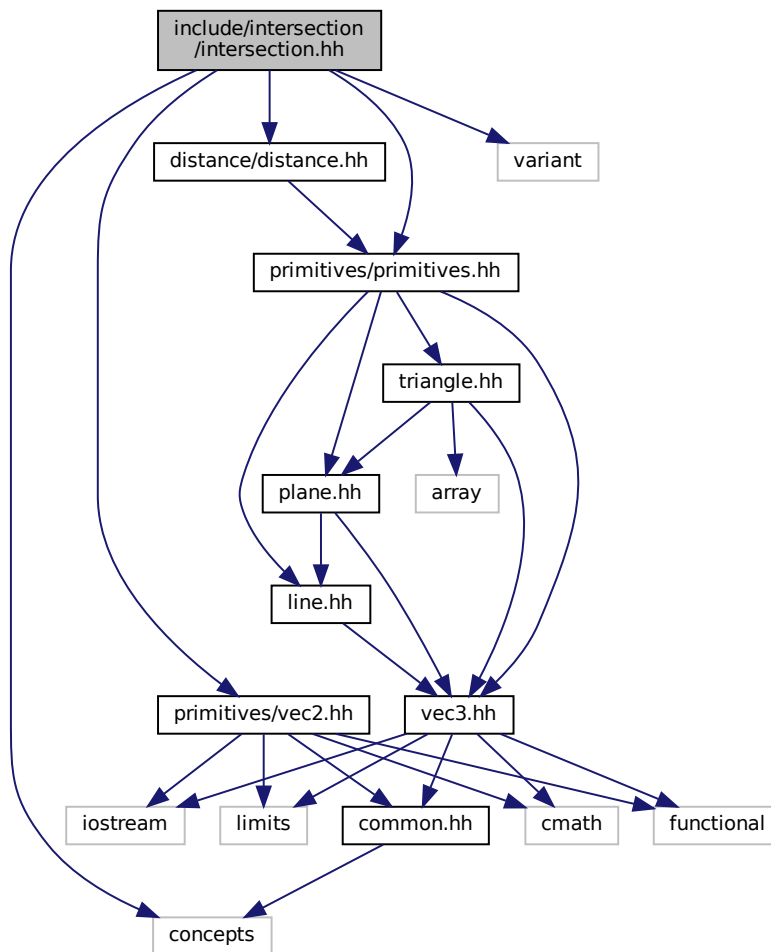 include/intersection
/intersection.hh
distance/distance.hh
variant
primitives/primitives.hh
triangle.hh
plane.hh
array
line.hh
primitives/vec2.hh
vec3.hh
iostream
limits
common.hh
cmath
functional
concepts